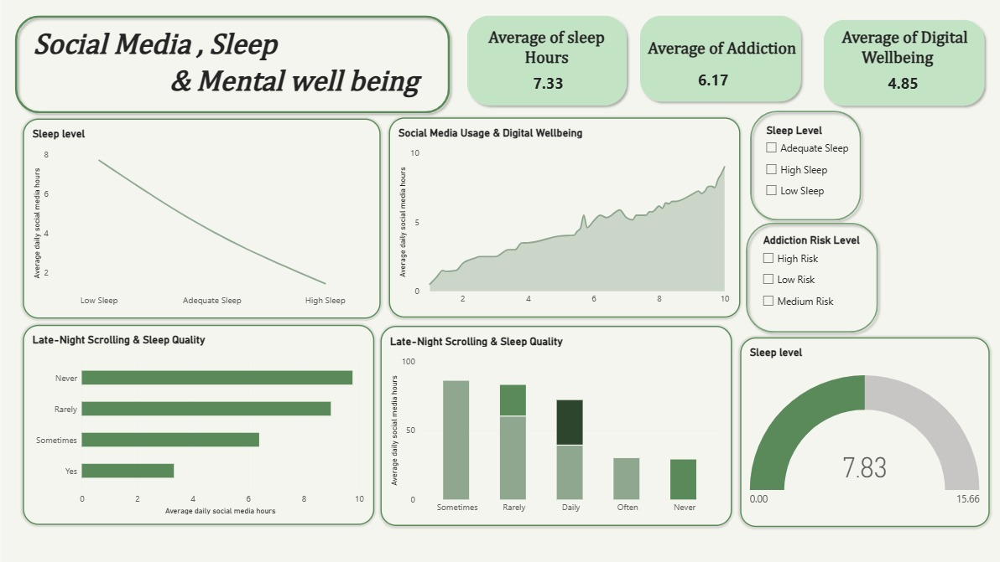 Social Media , Sleep
& Mental well being
Average of sleep
Hours
7.33
Average of Addiction
6.17
Average of Digital
Wellbeing
4.85
Sleep level
Average daily social media hours
8
6
4
2
Low Sleep
Adequate Sleep
High Sleep
Social Media Usage & Digital Wellbeing
Average daily social media hours
10
5
0
2
4
6
8
10
Sleep Level
Adequate Sleep
High Sleep
Low Sleep
Addiction Risk Level
High Risk
Low Risk
Medium Risk
Late-Night Scrolling & Sleep Quality
Never
Rarely
Sometimes
Yes
0
2
4
6
8
10
Average daily social media hours
Late-Night Scrolling & Sleep Quality
Average daily social media hours
100
50
0
Sometimes
Rarely
Daily
Often
Never
Sleep level
7.83
0.00
15.66